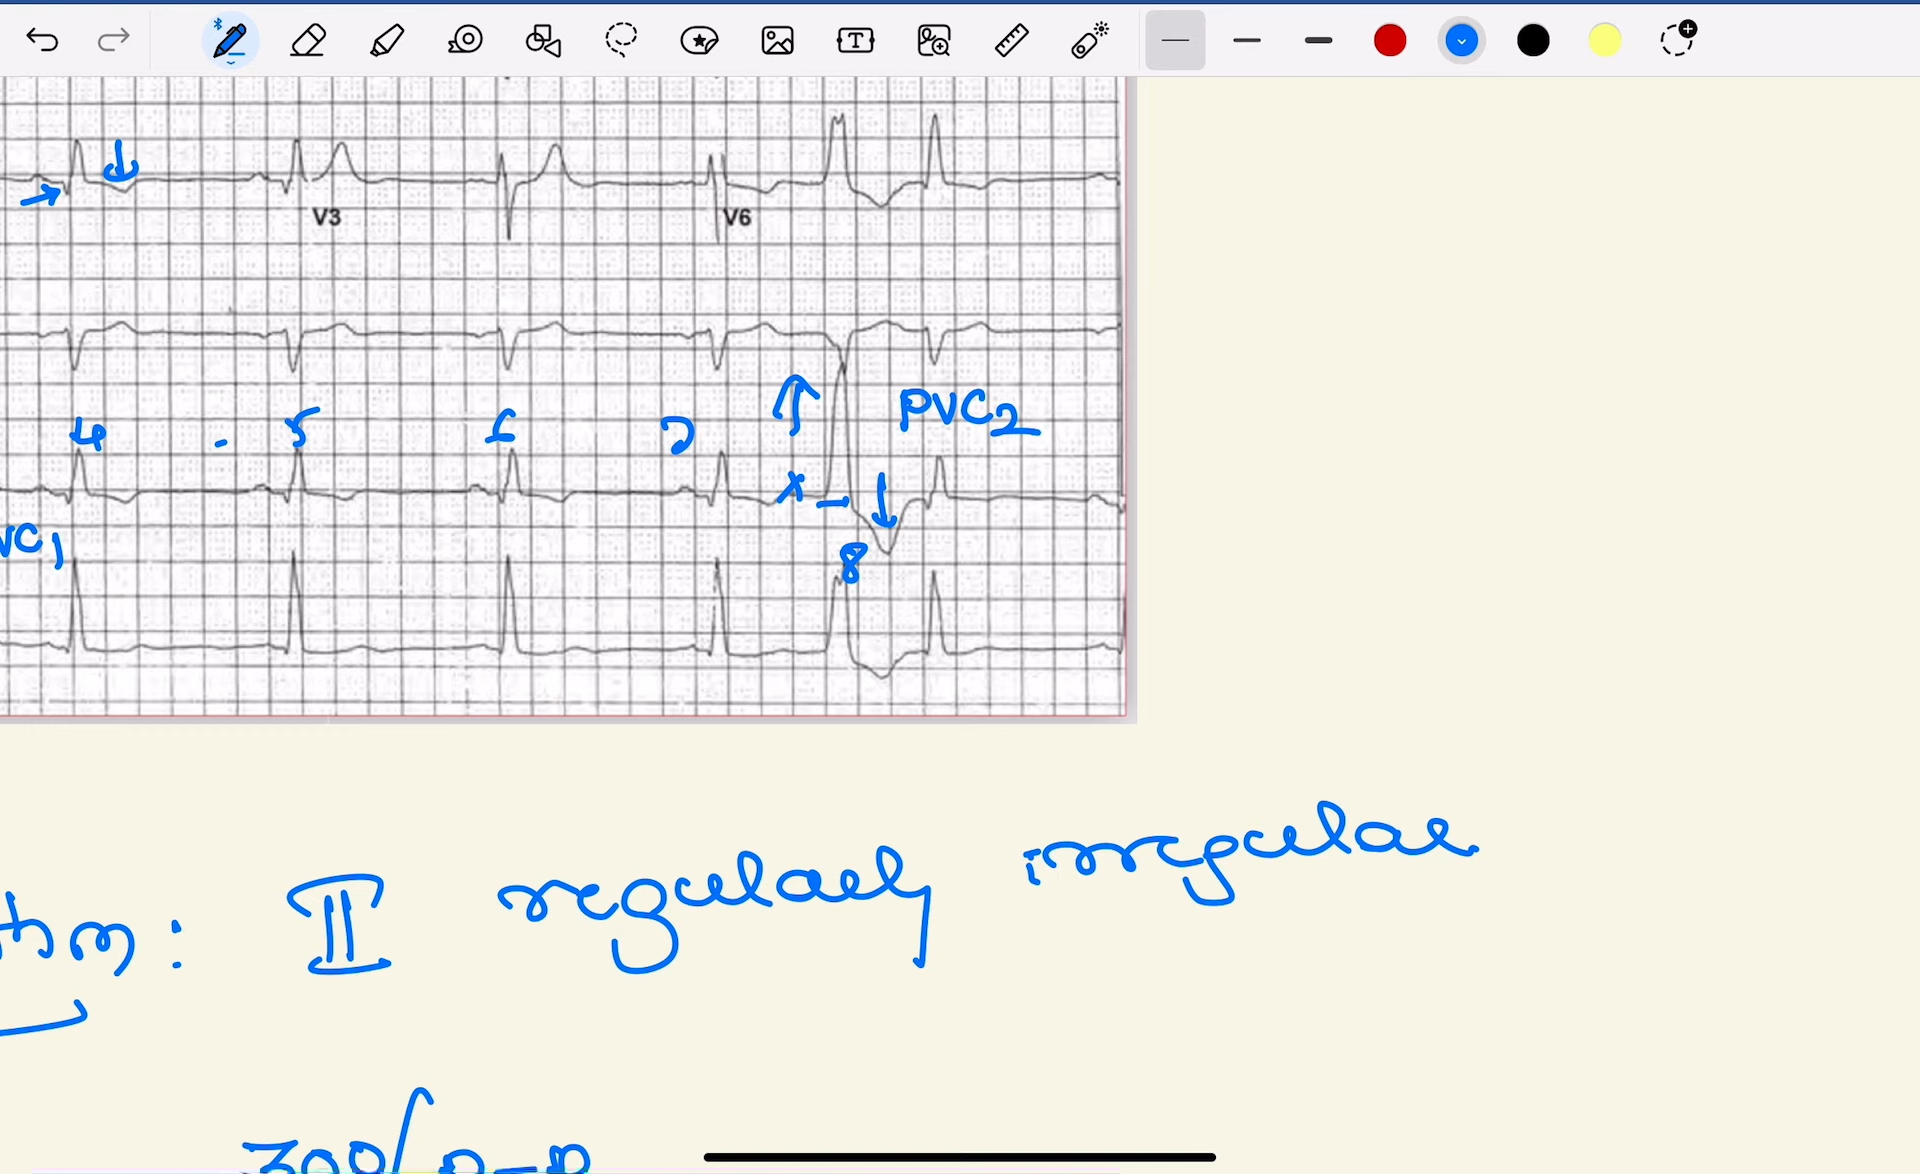 V3 V6
4 5 6 7 PVC2
x
VC1
8
thm: II regularly irregular
300/R-R